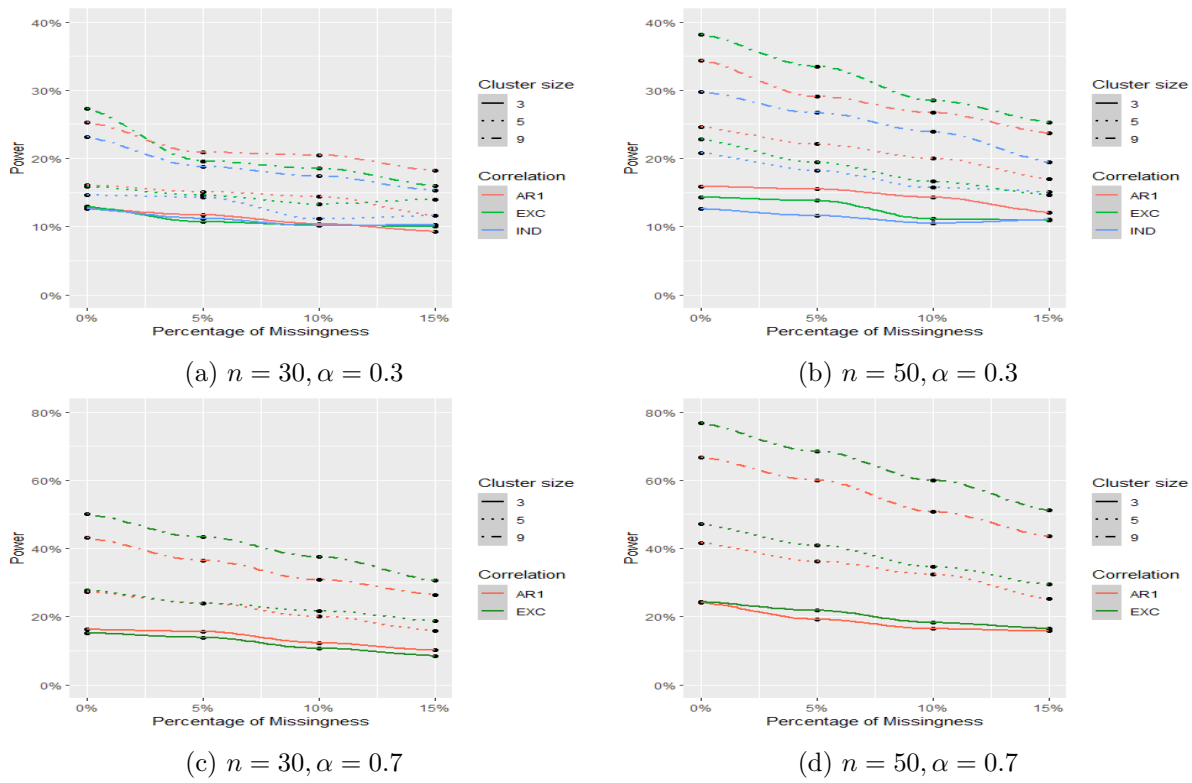 40%
30%
20%
10%
0%
Power
0%
5%
10%
15%
Percentage of Missingness
Cluster size
3
5
9
Correlation
AR1
EXC
IND
(a) n = 30, α = 0.3
40%
30%
20%
10%
0%
Power
0%
5%
10%
15%
Percentage of Missingness
Cluster size
3
5
9
Correlation
AR1
EXC
IND
(b) n = 50, α = 0.3
80%
60%
40%
20%
0%
Power
0%
5%
10%
15%
Percentage of Missingness
Cluster size
3
5
9
Correlation
AR1
EXC
(c) n = 30, α = 0.7
80%
60%
40%
20%
0%
Power
0%
5%
10%
15%
Percentage of Missingness
Cluster size
3
5
9
Correlation
AR1
EXC
(d) n = 50, α = 0.7